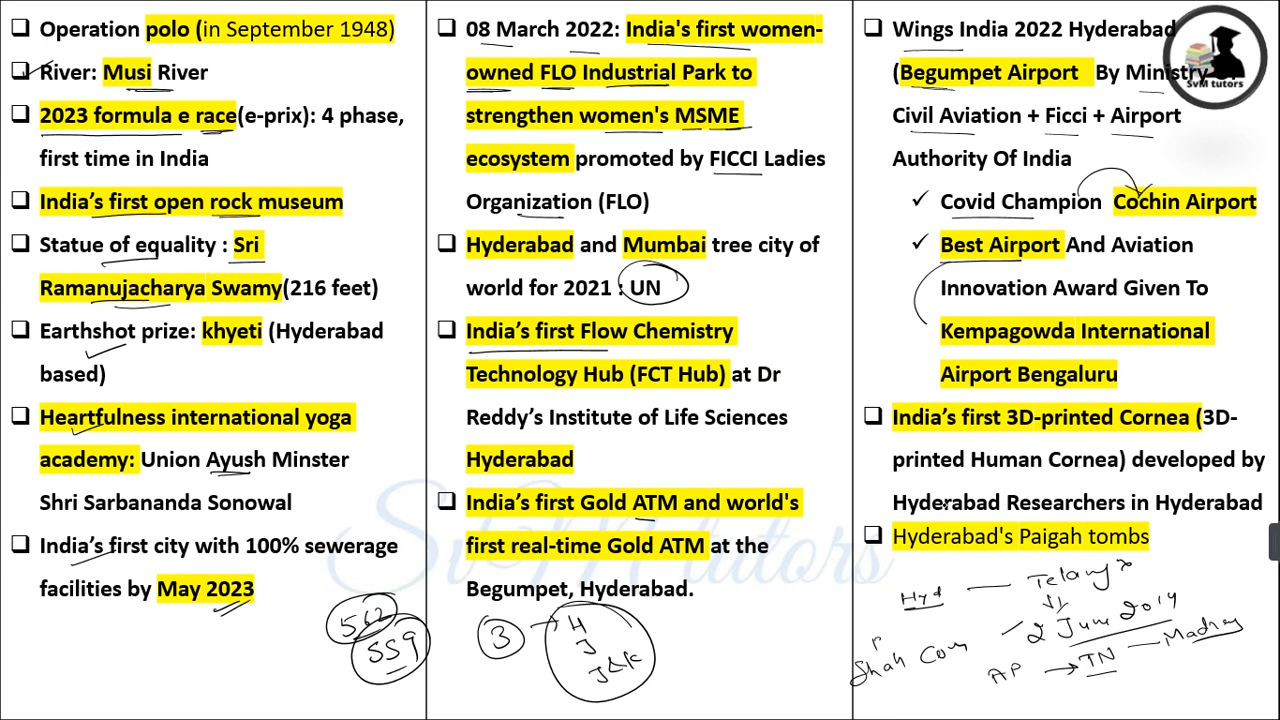 Operation polo (in September 1948)
River: Musi River
2023 formula e race(e-prix): 4 phase,
first time in India
India’s first open rock museum
Statue of equality : Sri
Ramanujacharya Swamy(216 feet)
Earthshot prize: khyeti (Hyderabad
based)
Heartfulness international yoga
academy: Union Ayush Minster
Shri Sarbananda Sonowal
India’s first city with 100% sewerage
facilities by May 2023
562
559
08 March 2022: India's first women-
owned FLO Industrial Park to
strengthen women's MSME
ecosystem promoted by FICCI Ladies
Organization (FLO)
Hyderabad and Mumbai tree city of
world for 2021 : UN
India’s first Flow Chemistry
Technology Hub (FCT Hub) at Dr
Reddy’s Institute of Life Sciences
Hyderabad
India’s first Gold ATM and world's
first real-time Gold ATM at the
Begumpet, Hyderabad.
3 → H
J
J&K
Wings India 2022 Hyderabad
(Begumpet Airport By Ministry Of
Civil Aviation + Ficci + Airport
Authority Of India
✓ Covid Champion Cochin Airport
✓ Best Airport And Aviation
Innovation Award Given To
Kempagowda International
Airport Bengaluru
India’s first 3D-printed Cornea (3D-
printed Human Cornea) developed by
Hyderabad Researchers in Hyderabad
Hyderabad's Paigah tombs
Hyd
2 June 2014
Shah Com
AP → TN — Madras
SvM tutors
SvM tutors